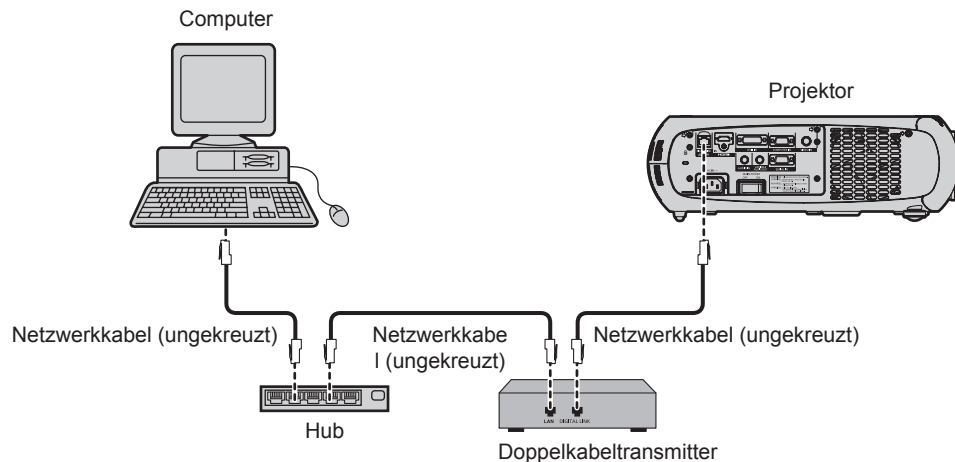 Computer
Projektor
Netzwerkkabel (ungekreuzt)
Netzwerkkabe
l (ungekreuzt)
Netzwerkkabel (ungekreuzt)
LAN
DIGITAL LINK
Hub
Doppelkabeltransmitter